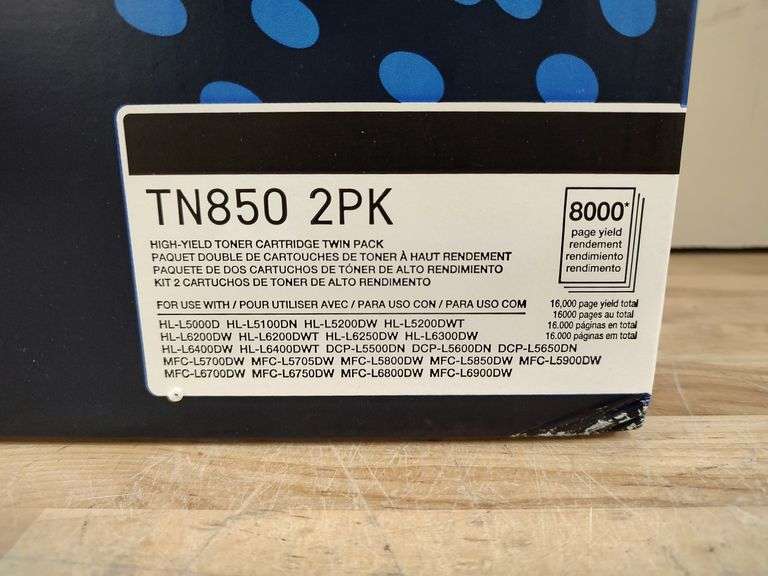 TN850 2PK
HIGH-YIELD TONER CARTRIDGE TWIN PACK
PAQUET DOUBLE DE CARTOUCHES DE TONER À HAUT RENDEMENT
PAQUETE DE DOS CARTUCHOS DE TÓNER DE ALTO RENDIMIENTO
KIT 2 CARTUCHOS DE TONER DE ALTO RENDIMENTO
8000*
page yield
rendement
rendimiento
rendimento
FOR USE WITH / POUR UTILISER AVEC / PARA USO CON / PARA USO COM
HL-L5000D HL-L5100DN HL-L5200DW HL-L5200DWT
HL-L6200DW HL-L6200DWT HL-L6250DW HL-L6300DW
HL-L6400DW HL-L6400DWT DCP-L5500DN DCP-L5600DN DCP-L5650DN
MFC-L5700DW MFC-L5705DW MFC-L5800DW MFC-L5850DW MFC-L5900DW
MFC-L6700DW MFC-L6750DW MFC-L6800DW MFC-L6900DW
16,000 page yield total
16000 pages au total
16.000 páginas en total
16.000 páginas em total